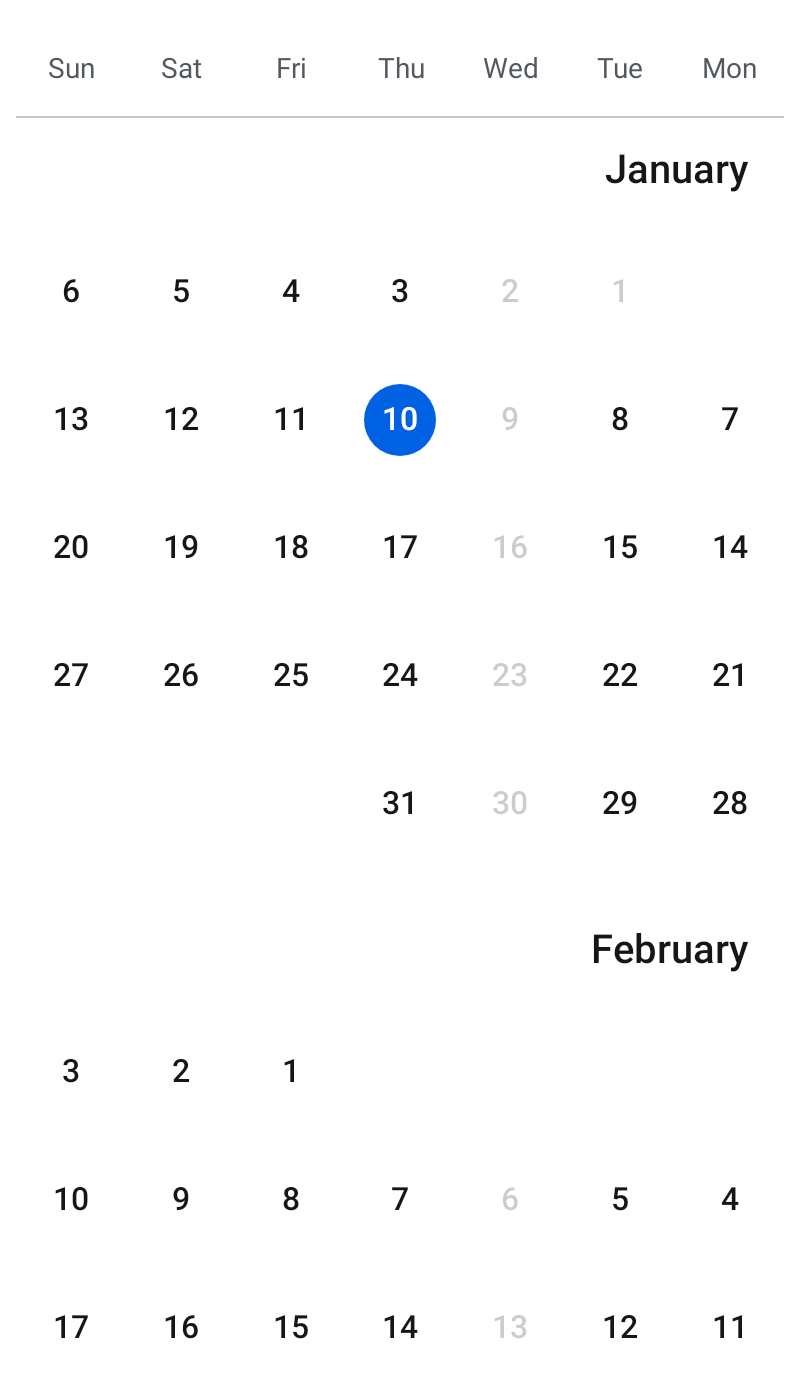 Sun Sat Fri Thu Wed Tue Mon
January
6 5 4 3 2 1
13 12 11 10 9 8 7
20 19 18 17 16 15 14
27 26 25 24 23 22 21
31 30 29 28
February
3 2 1
10 9 8 7 6 5 4
17 16 15 14 13 12 11